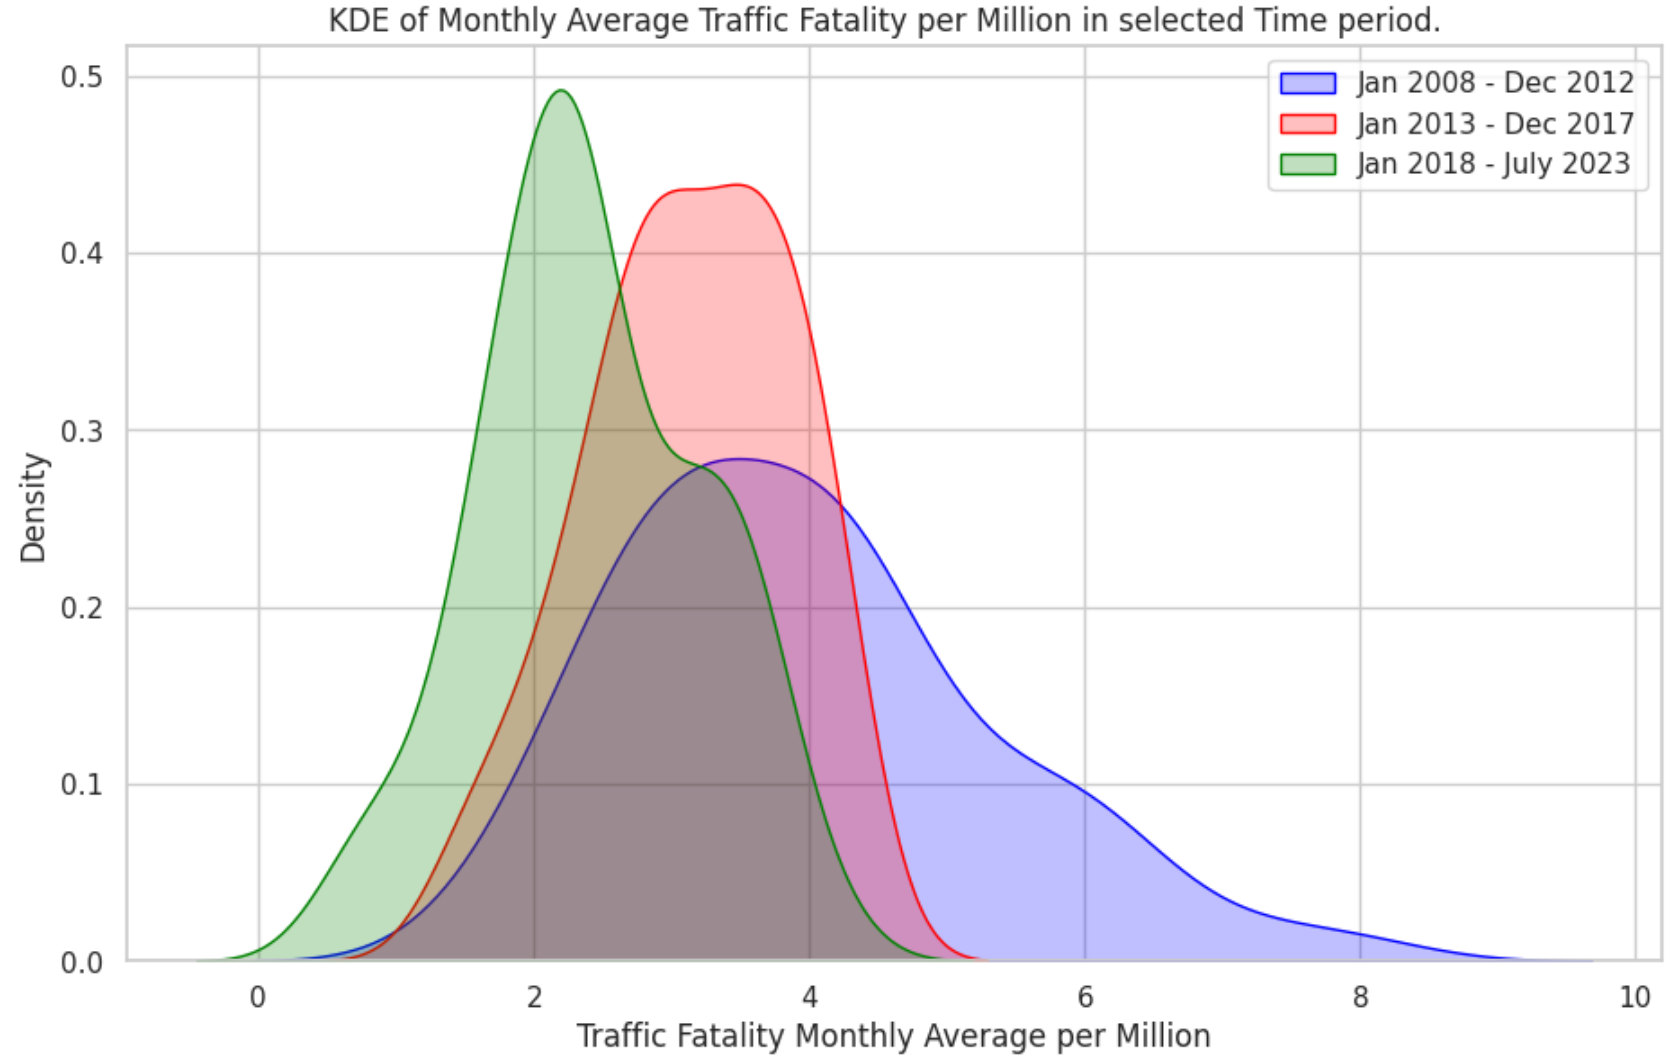 KDE of Monthly Average Traffic Fatality per Million in selected Time period.
Jan 2008 - Dec 2012
Jan 2013 - Dec 2017
Jan 2018 - July 2023
0.5
0.4
0.3
0.2
0.1
0.0
Density
0 2 4 6 8 10
Traffic Fatality Monthly Average per Million